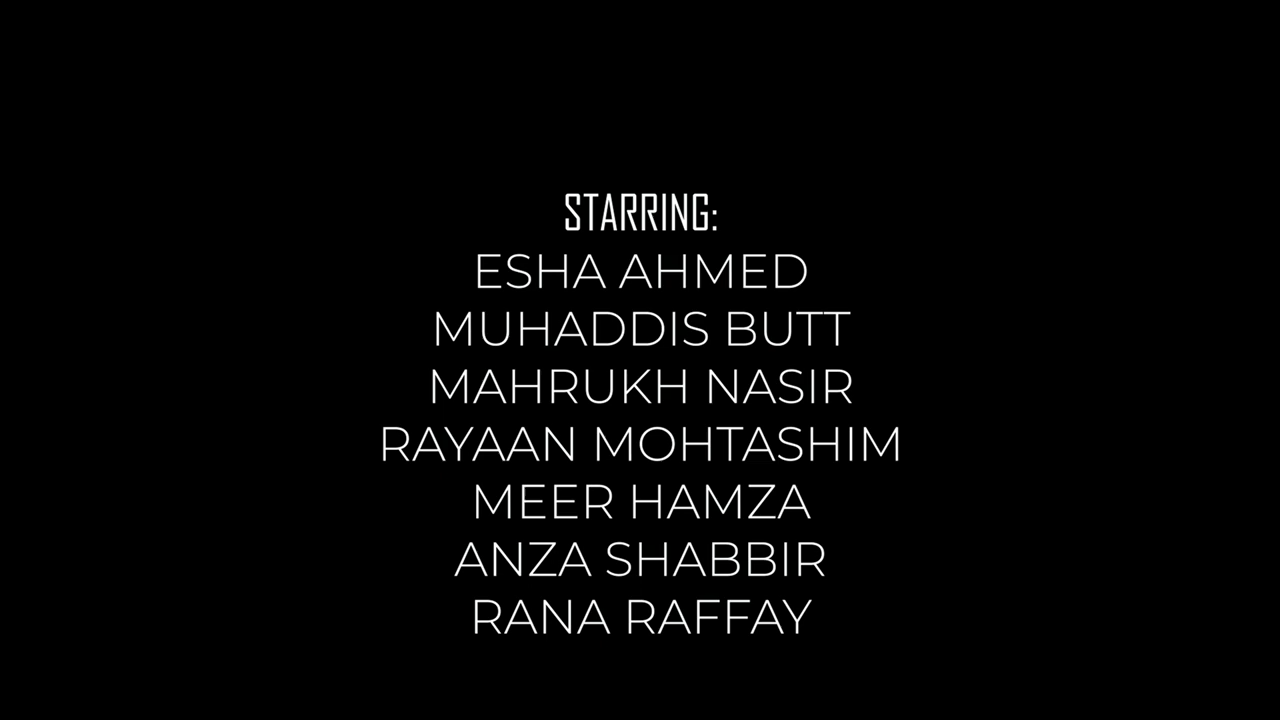 STARRING:
ESHA AHMED
MUHADDIS BUTT
MAHRUKH NASIR
RAYAAN MOHTASHIM
MEER HAMZA
ANZA SHABBIR
RANA RAFFAY